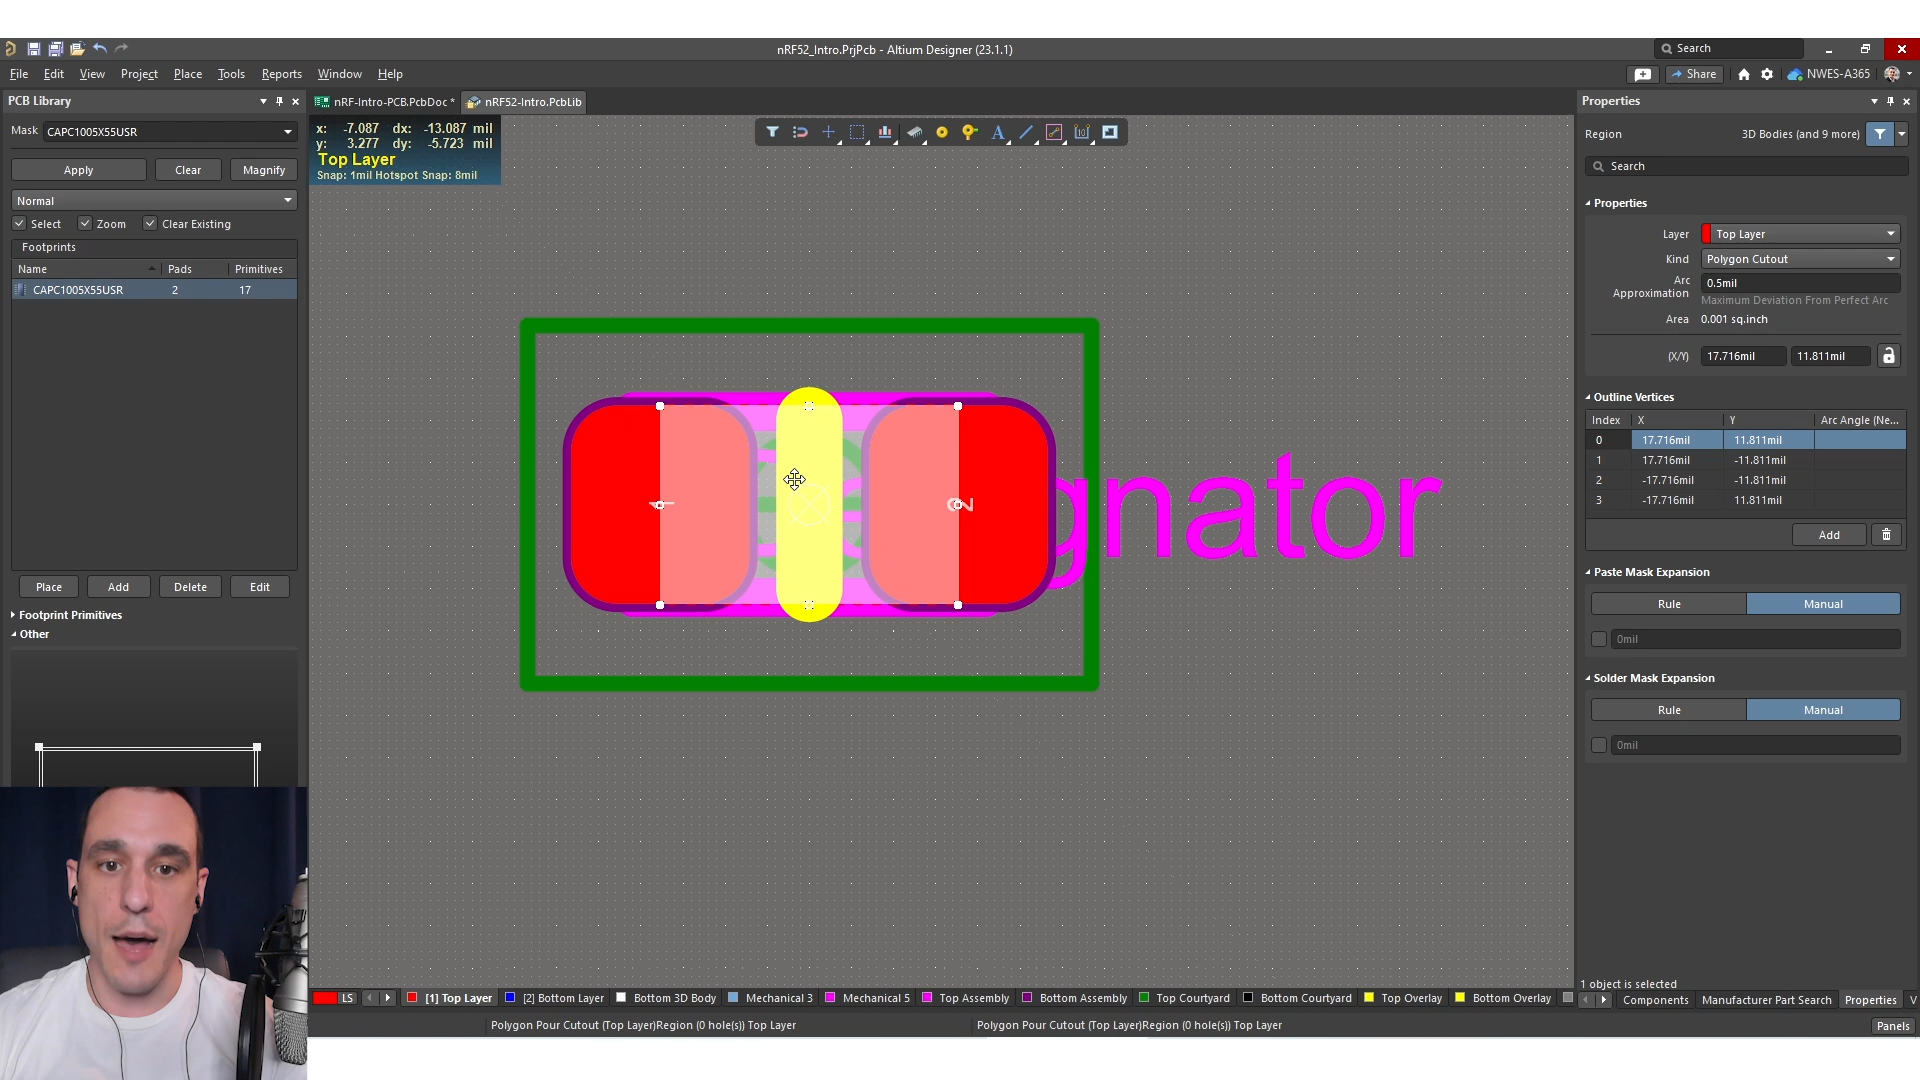 nRF52_Intro.PrjPcb - Altium Designer (23.1.1)
Search
File Edit View Project Place Tools Reports Window Help
Share
NWES-A365
PCB Library
nRF-Intro-PCB.PcbDoc *
nRF52-Intro.PcbLib
Properties
Mask CAPC1005X55USR
x: -7.087 dx: -13.087 mil
y: 3.277 dy: -5.723 mil
Top Layer
Snap: 1mil Hotspot Snap: 8mil
Region
3D Bodies (and 9 more)
Search
Apply Clear Magnify
Normal
Select Zoom Clear Existing
Footprints
Name Pads Primitives
CAPC1005X55USR 2 17
Place Add Delete Edit
Footprint Primitives
Other
1
2
gnator
Properties
Layer Top Layer
Kind Polygon Cutout
Arc Approximation 0.5mil
Maximum Deviation From Perfect Arc
Area 0.001 sq.inch
(X/Y) 17.716mil 11.811mil
Outline Vertices
Index X Y Arc Angle (Ne...
0 17.716mil 11.811mil
1 17.716mil -11.811mil
2 -17.716mil -11.811mil
3 -17.716mil 11.811mil
Add
Paste Mask Expansion
Rule Manual
0mil
Solder Mask Expansion
Rule Manual
0mil
1 object is selected
LS [1] Top Layer [2] Bottom Layer Bottom 3D Body Mechanical 3 Mechanical 5 Top Assembly Bottom Assembly Top Courtyard Bottom Courtyard Top Overlay Bottom Overlay
Components Manufacturer Part Search Properties V
Polygon Pour Cutout (Top Layer)Region (0 hole(s)) Top Layer
Polygon Pour Cutout (Top Layer)Region (0 hole(s)) Top Layer
Panels